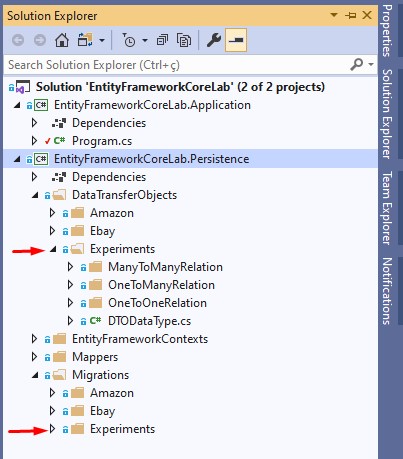 Solution Explorer
Search Solution Explorer (Ctrl+ç)
Solution 'EntityFrameworkCoreLab' (2 of 2 projects)
C# EntityFrameworkCoreLab.Application
Dependencies
C# Program.cs
C# EntityFrameworkCoreLab.Persistence
Dependencies
DataTransferObjects
Amazon
Ebay
Experiments
ManyToManyRelation
OneToManyRelation
OneToOneRelation
C# DTODataType.cs
EntityFrameworkContexts
Mappers
Migrations
Amazon
Ebay
Experiments
Properties
Solution Explorer
Team Explorer
Notifications